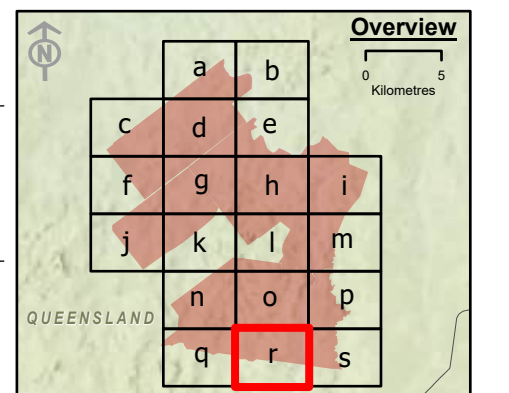 Overview
N
0 5
Kilometres
a b
c d e
f g h i
j k l m
n o p
QUEENSLAND
q r s